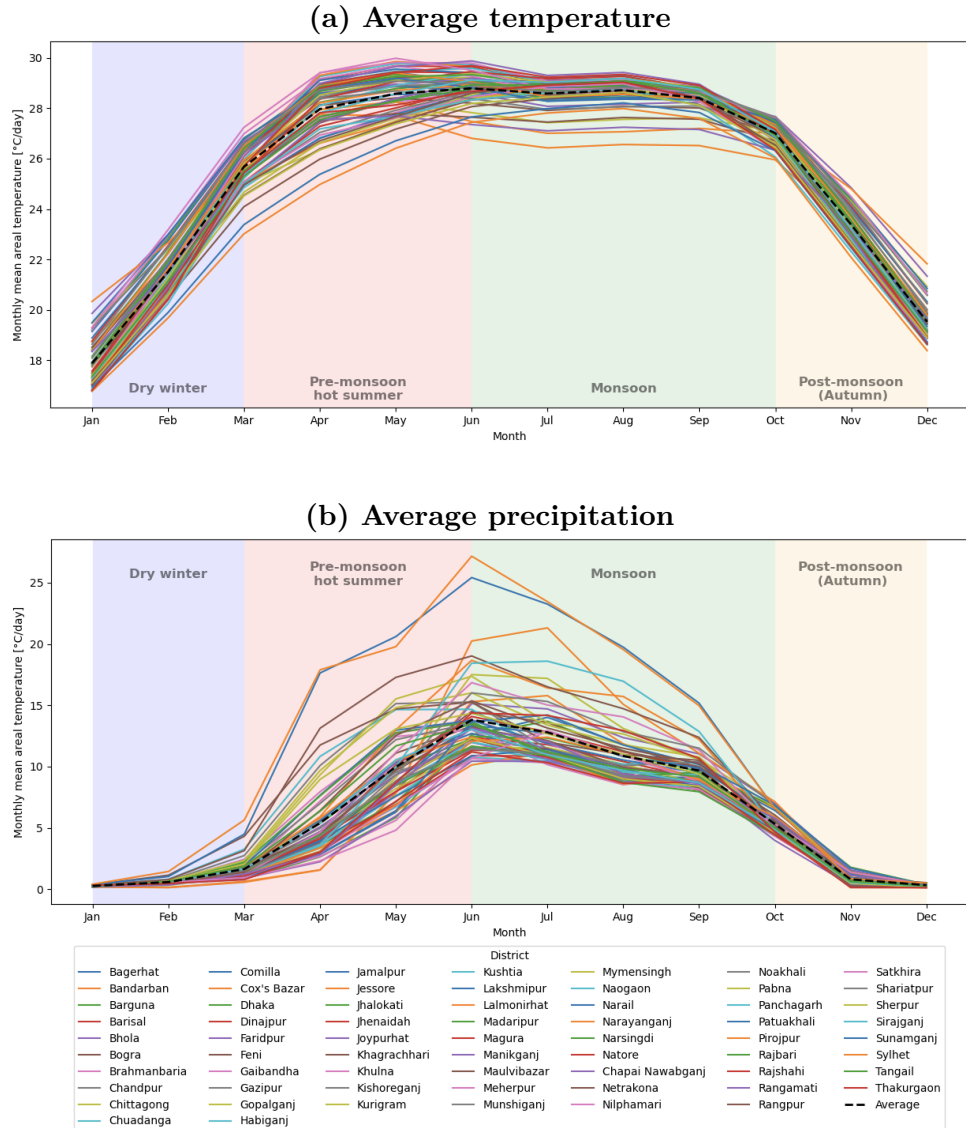 (a) Average temperature
Monthly mean areal temperature [°C/day]
30
28
26
24
22
20
18
Dry winter
Pre-monsoon
hot summer
Monsoon
Post-monsoon
(Autumn)
Jan Feb Mar Apr May Jun Jul Aug Sep Oct Nov Dec
Month
(b) Average precipitation
Monthly mean areal temperature [°C/day]
25
20
15
10
5
0
Dry winter
Pre-monsoon
hot summer
Monsoon
Post-monsoon
(Autumn)
Jan Feb Mar Apr May Jun Jul Aug Sep Oct Nov Dec
Month
District
Bagerhat Comilla Jamalpur Kushtia Mymensingh Noakhali Satkhira
Bandarban Cox's Bazar Jessore Lakshmipur Naogaon Pabna Shariatpur
Barguna Dhaka Jhalokati Lalmonirhat Narail Panchagarh Sherpur
Barisal Dinajpur Jhenaidah Madaripur Narayanganj Patuakhali Sirajganj
Bhola Faridpur Joypurhat Magura Narsingdi Pirojpur Sunamganj
Bogra Feni Khagrachhari Manikganj Natore Rajbari Sylhet
Brahmanbaria Gaibandha Khulna Maulvibazar Chapai Nawabganj Rajshahi Tangail
Chandpur Gazipur Kishoreganj Meherpur Netrakona Rangamati Thakurgaon
Chittagong Gopalganj Kurigram Munshiganj Nilphamari Rangpur Average
Chuadanga Habiganj